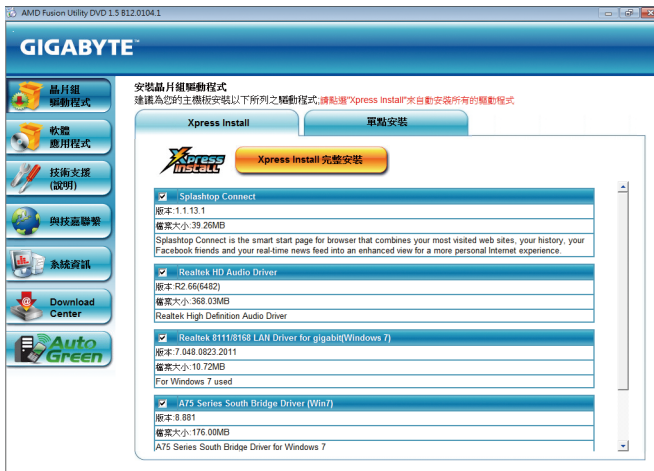 AMD Fusion Utility DVD 1.5 B12.0104.1
GIGABYTE™
晶片組
驅動程式
軟體
應用程式
技術支援
(說明)
與技嘉聯繫
系統資訊
Download
Center
Auto
Green
安裝晶片組驅動程式
建議為您的主機板安裝以下所列之驅動程式;請點選"Xpress Install"來自動安裝所有的驅動程式
Xpress Install
單點安裝
Xpress
INSTALL
Xpress Install 完整安裝
Splashtop Connect
版本:1.1.13.1
檔案大小:39.26MB
Splashtop Connect is the smart start page for browser that combines your most visited web sites, your history, your
Facebook friends and your real-time news feed into an enhanced view for a more personal Internet experience.
Realtek HD Audio Driver
版本:R2.66(6482)
檔案大小:368.03MB
Realtek High Definition Audio Driver
Realtek 8111/8168 LAN Driver for gigabit(Windows 7)
版本:7.048.0823.2011
檔案大小:10.72MB
For Windows 7 used
A75 Series South Bridge Driver (Win7)
版本:8.881
檔案大小:176.00MB
A75 Series South Bridge Driver for Windows 7